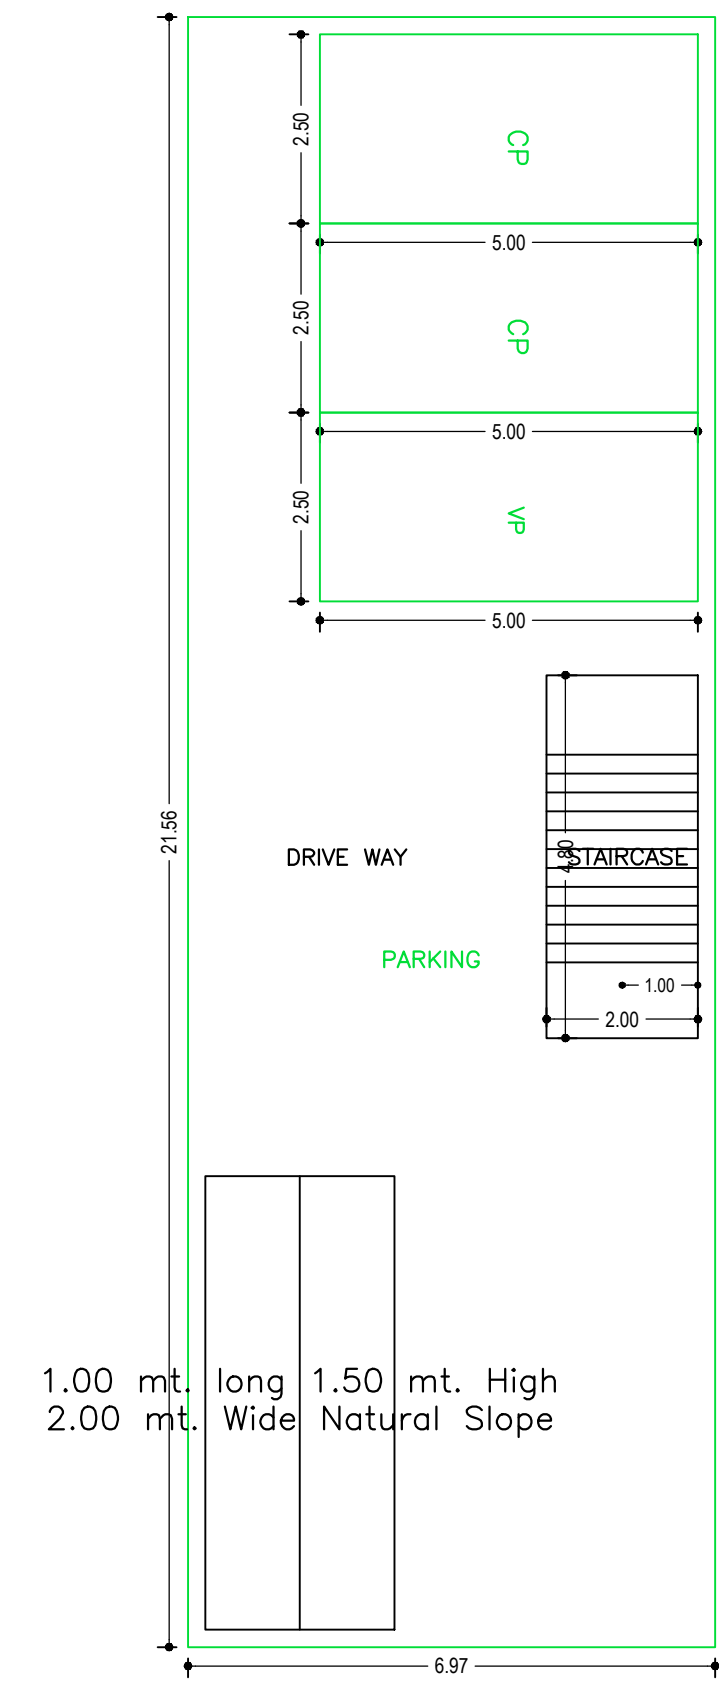 2.50
CP
5.00
2.50
CP
5.00
2.50
VP
5.00
21.56
DRIVE WAY
4.80
STAIRCASE
PARKING
1.00
2.00
1.00 mt. long 1.50 mt. High
2.00 mt. Wide Natural Slope
6.97